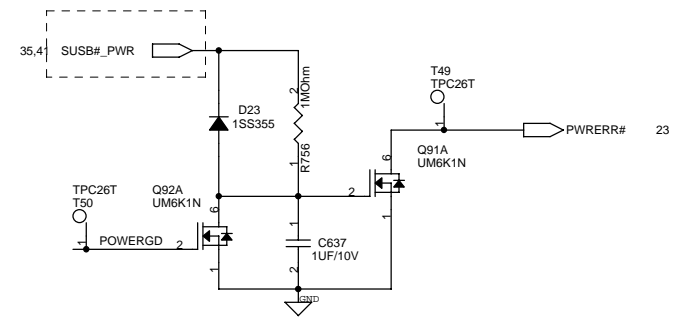 35,41 SUSB#_PWR
T49
TPC26T
1
PWRERR# 23
D23
1SS355
2
1MOhm
1
R756
Q91A
UM6K1N
6
2
1
TPC26T
T50
1
POWERGD
2
Q92A
UM6K1N
6
1
1
C637
1UF/10V
2
GND